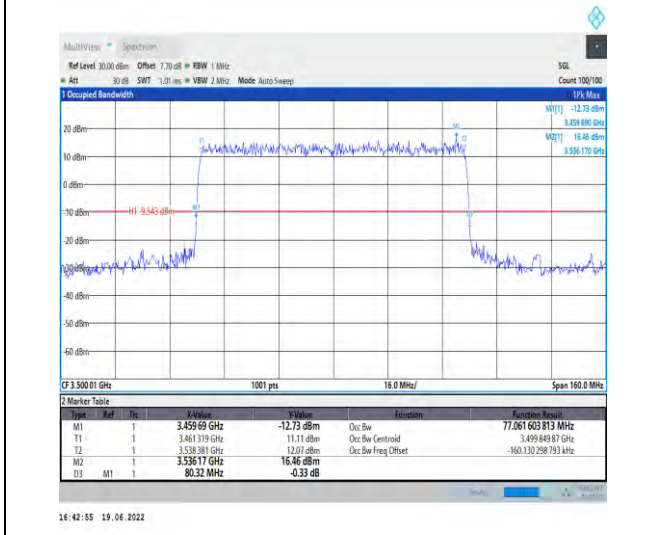 MultiView Spectrum
Ref Level 30.00 dBm Offset 7.70 dB RBW 1 MHz SGL
Att 30 dB SWT 1.01 ms VBW 2 MHz Mode Auto Sweep Count 100/100
1 Occupied Bandwidth 1Pk Max
M1[1] -12.73 dBm
3.459 690 GHz
M2[1] 16.46 dBm
3.536 170 GHz
20 dBm
10 dBm
0 dBm
-10 dBm
H1 -9.543 dBm
M1
-20 dBm
-30 dBm
-40 dBm
-50 dBm
-60 dBm
CF 3.500 01 GHz 1001 pts 16.0 MHz/ Span 160.0 MHz
2 Marker Table
Type Ref Trc X-Value Y-Value Function Function Result
M1 1 3.459 69 GHz -12.73 dBm Occ Bw 77.061 603 813 MHz
T1 1 3.461 319 GHz 11.11 dBm Occ Bw Centroid 3.499 849 87 GHz
T2 1 3.538 381 GHz 12.07 dBm Occ Bw Freq Offset -160.130 298 793 kHz
M2 1 3.536 17 GHz 16.46 dBm
D3 M1 1 80.32 MHz -0.33 dB
16:42:55 19.06.2022